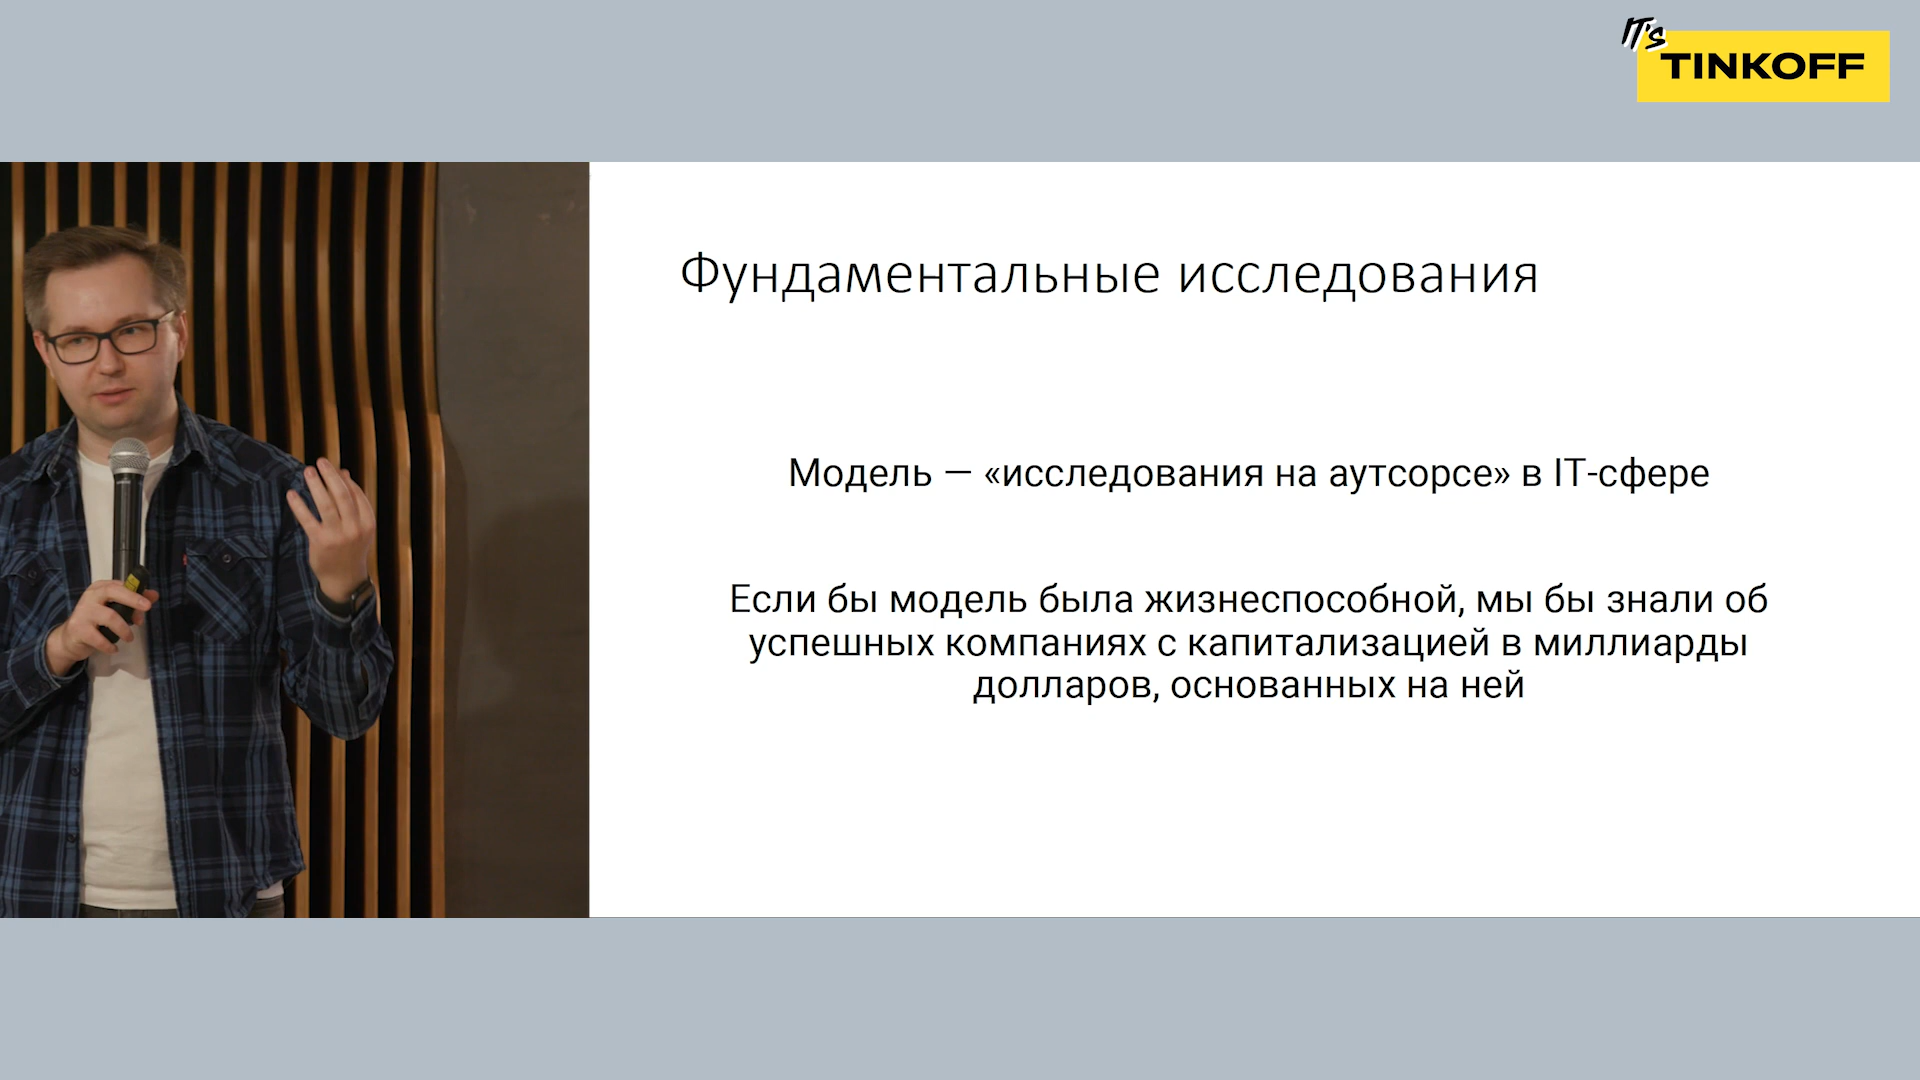 IT's
TINKOFF
Фундаментальные исследования
Модель — «исследования на аутсорсе» в IT-сфере
Если бы модель была жизнеспособной, мы бы знали об
успешных компаниях с капитализацией в миллиарды
долларов, основанных на ней